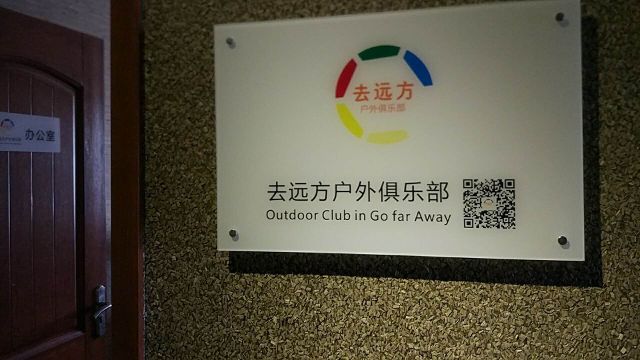 去远方
户外俱乐部
去远方户外俱乐部
Outdoor Club in Go far Away
办公室